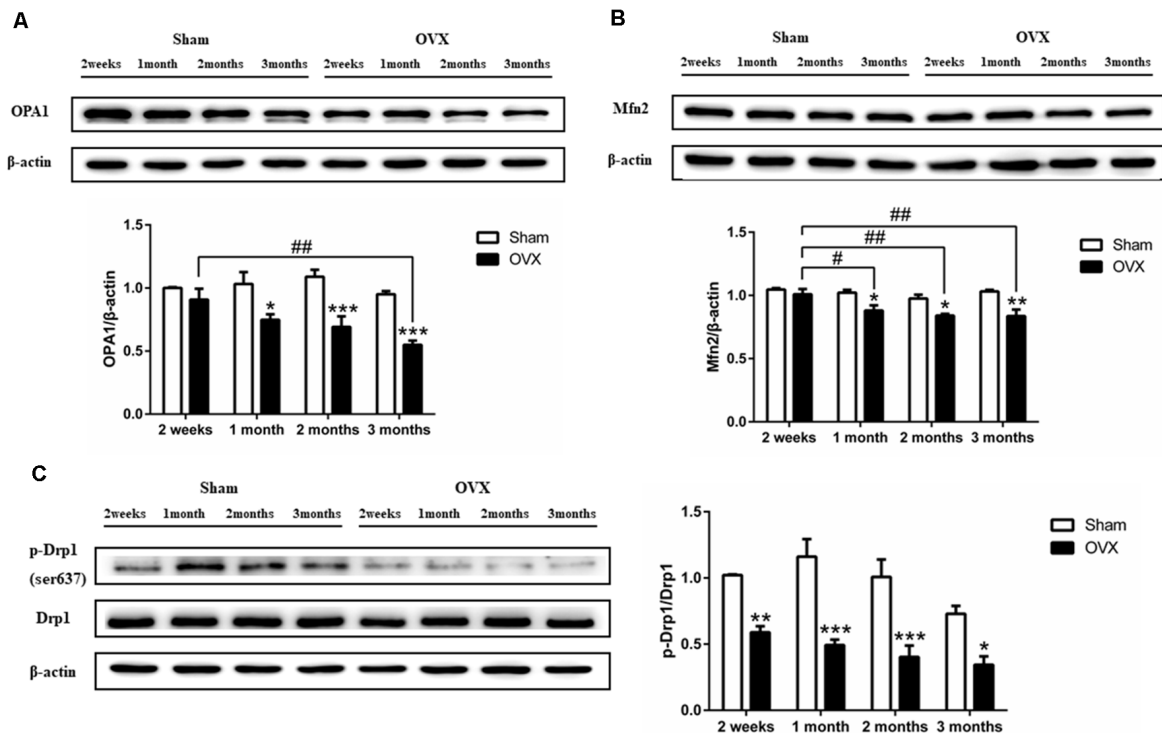 A
Sham OVX
2weeks 1month 2months 3months 2weeks 1month 2months 3months
OPA1
β-actin
1.5
1.0
0.5
0.0
OPA1/β-actin
##
* *** ***
Sham
OVX
2 weeks 1 month 2 months 3 months
B
Sham OVX
2weeks 1month 2months 3months 2weeks 1month 2months 3months
Mfn2
β-actin
1.5
1.0
0.5
0.0
Mfn2/β-actin
##
##
#
* * **
Sham
OVX
2 weeks 1 month 2 months 3 months
C
Sham OVX
2weeks 1month 2months 3months 2weeks 1month 2months 3months
p-Drp1
(ser637)
Drp1
β-actin
1.5
1.0
0.5
0.0
p-Drp1/Drp1
** *** *** *
Sham
OVX
2 weeks 1 month 2 months 3 months